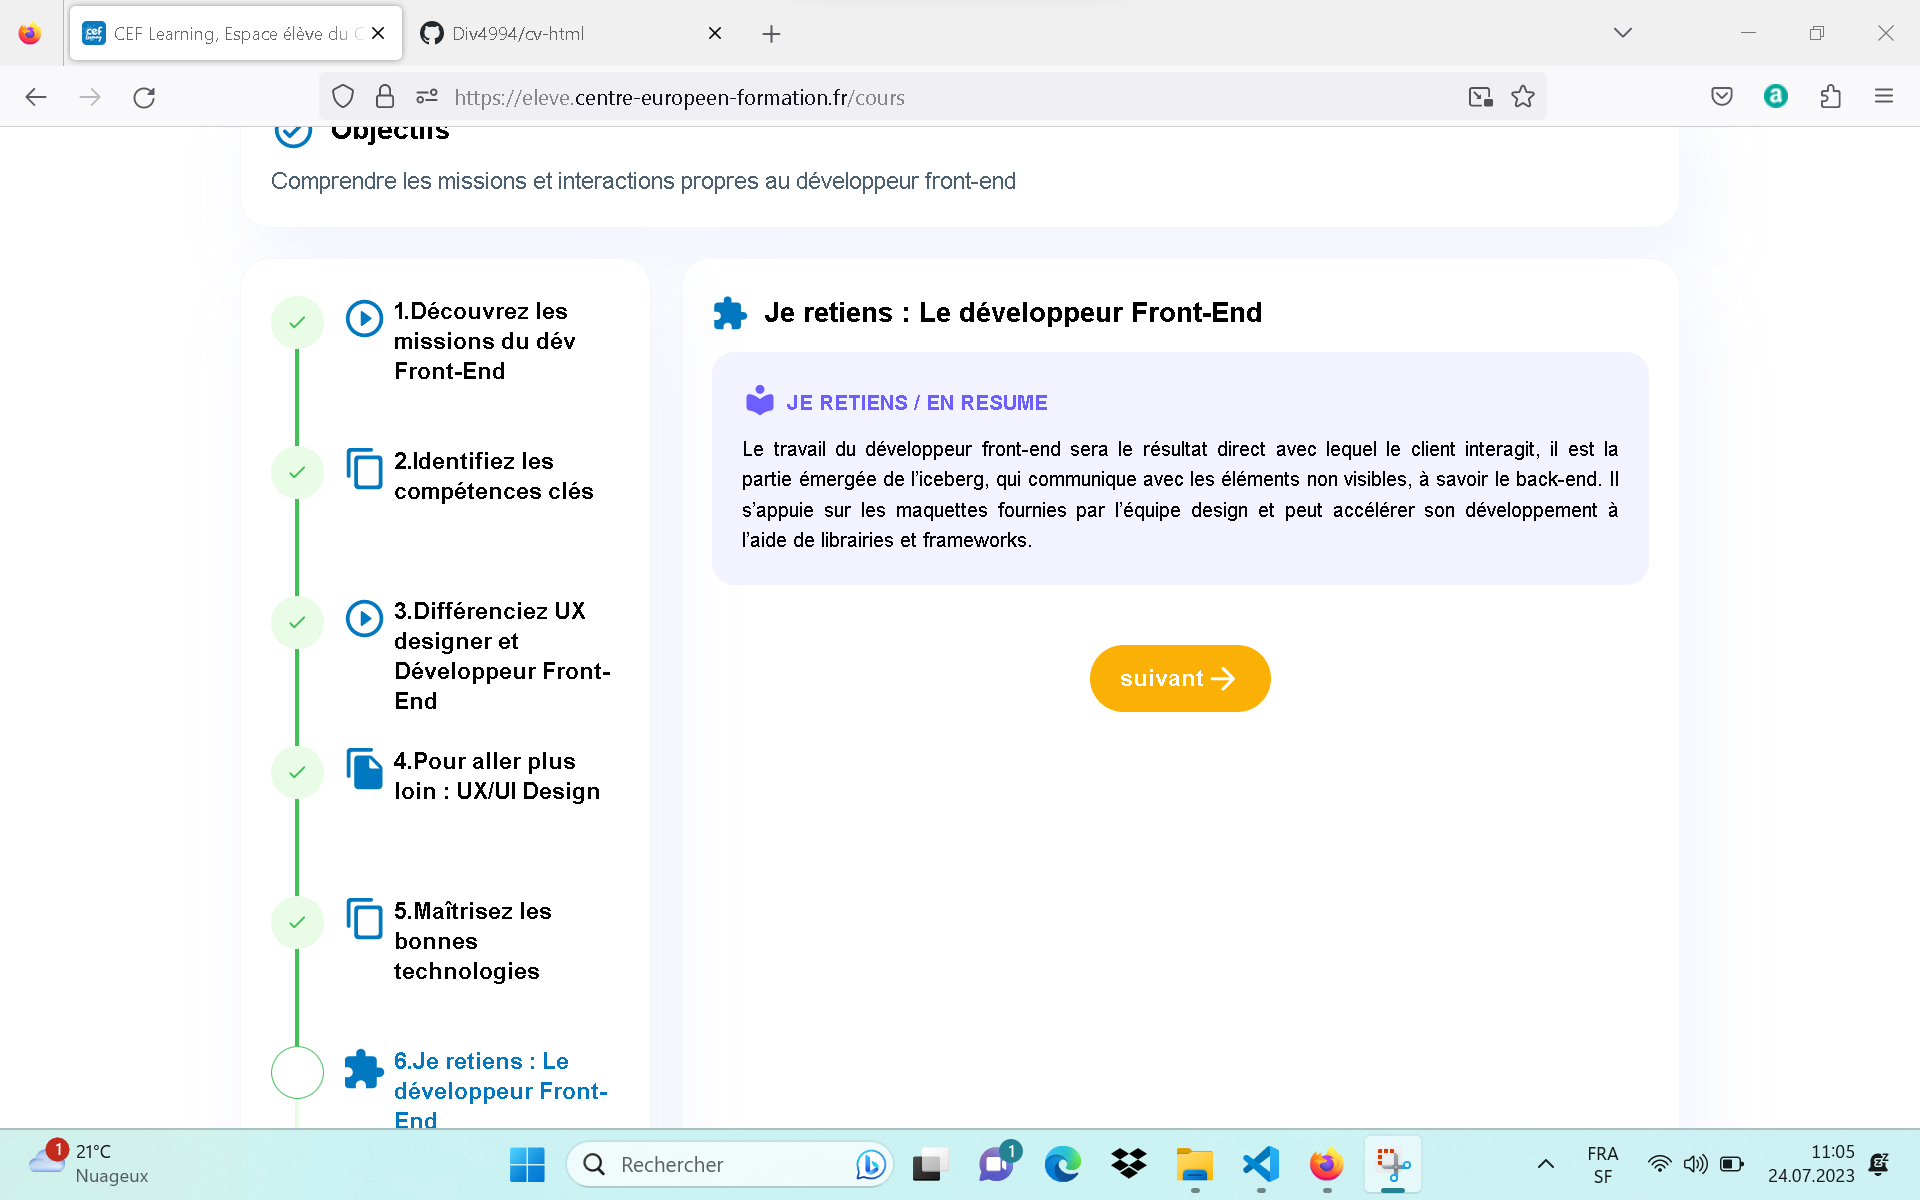 CEF Learning, Espace élève du C
Div4994/cv-html
https://eleve.centre-europeen-formation.fr/cours
a
Objectifs
Comprendre les missions et interactions propres au développeur front-end
1.Découvrez les
missions du dév
Front-End
2.Identifiez les
compétences clés
3.Différenciez UX
designer et
Développeur Front-
End
4.Pour aller plus
loin : UX/UI Design
5.Maîtrisez les
bonnes
technologies
6.Je retiens : Le
développeur Front-
End
Je retiens : Le développeur Front-End
JE RETIENS / EN RESUME
Le travail du développeur front-end sera le résultat direct avec lequel le client interagit, il est la
partie émergée de l’iceberg, qui communique avec les éléments non visibles, à savoir le back-end. Il
s’appuie sur les maquettes fournies par l’équipe design et peut accélérer son développement à
l’aide de librairies et frameworks.
suivant
1
21°C
Nuageux
Rechercher
1
FRA
SF
11:05
24.07.2023